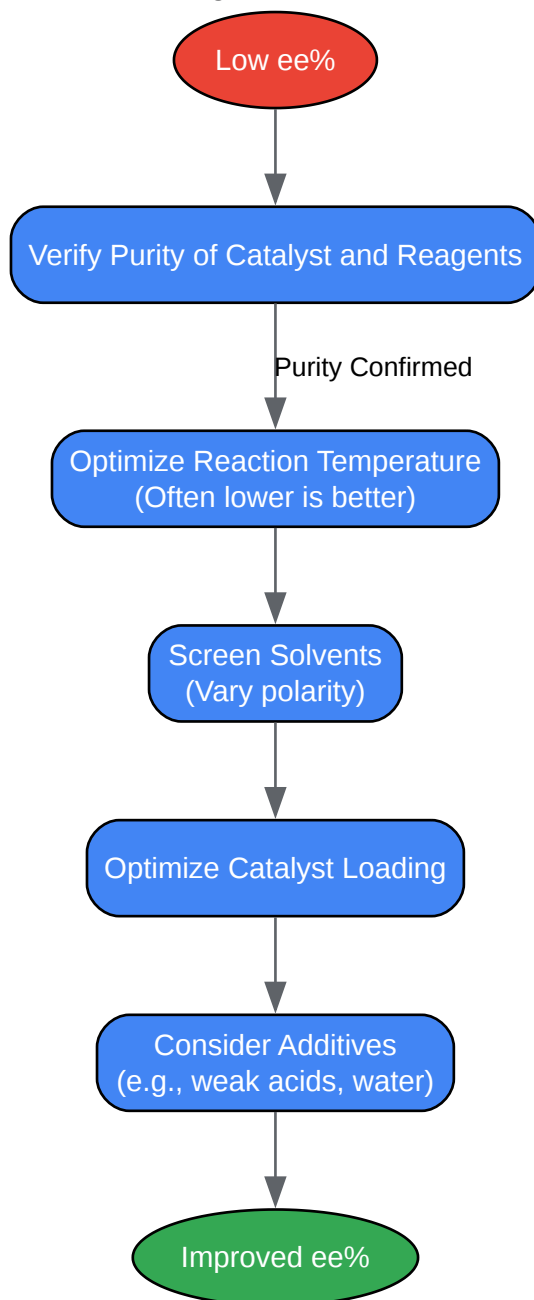 Low ee%
Verify Purity of Catalyst and Reagents
Purity Confirmed
Optimize Reaction Temperature
(Often lower is better)
Screen Solvents
(Vary polarity)
Optimize Catalyst Loading
Consider Additives
(e.g., weak acids, water)
Improved ee%